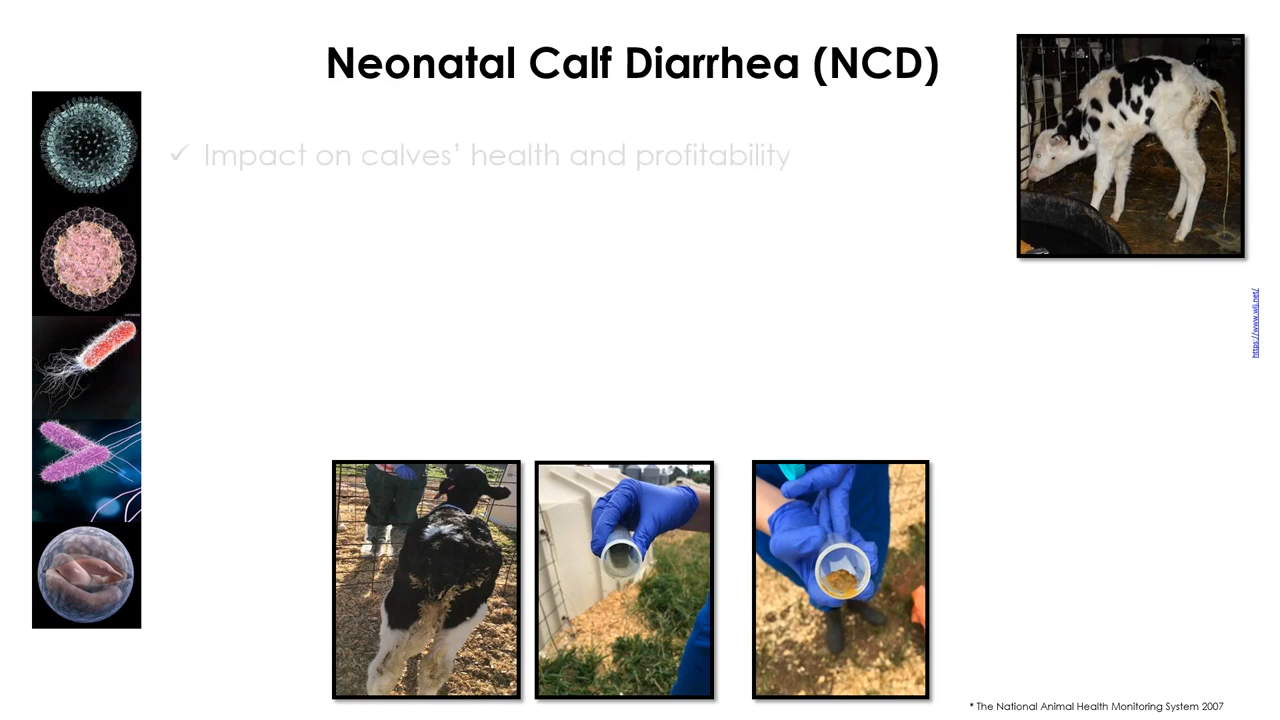 Neonatal Calf Diarrhea (NCD)
✓ Impact on calves' health and profitability
https://www.wli.net/
* The National Animal Health Monitoring System 2007